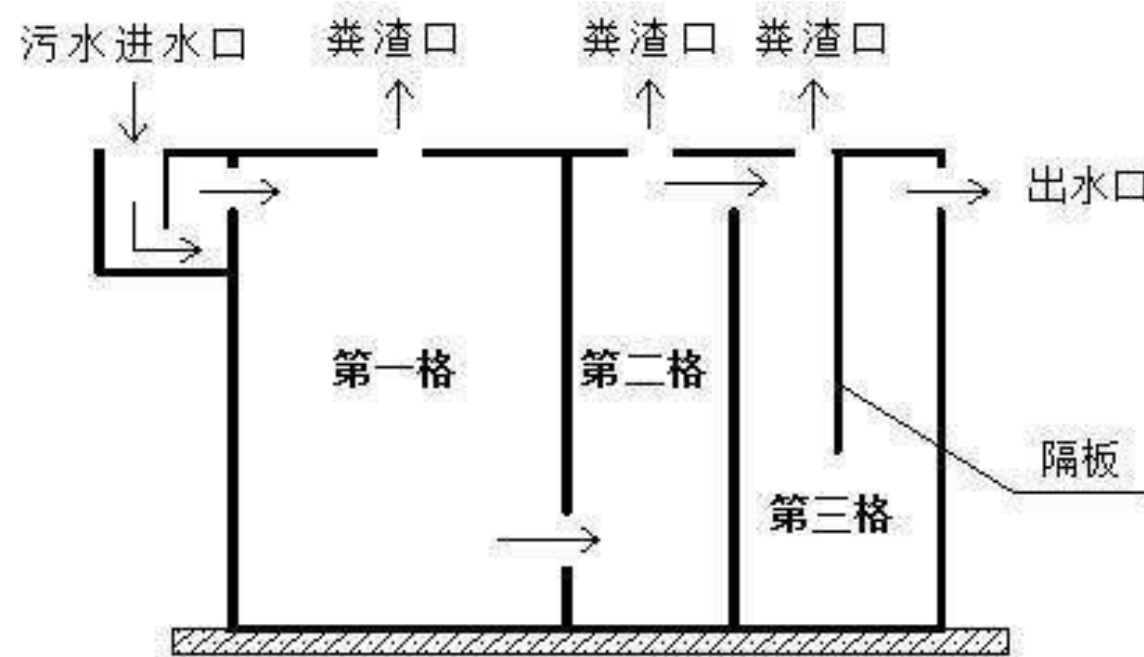 污水进水口
粪渣口
粪渣口
粪渣口
出水口
第一格
第二格
隔板
第三格